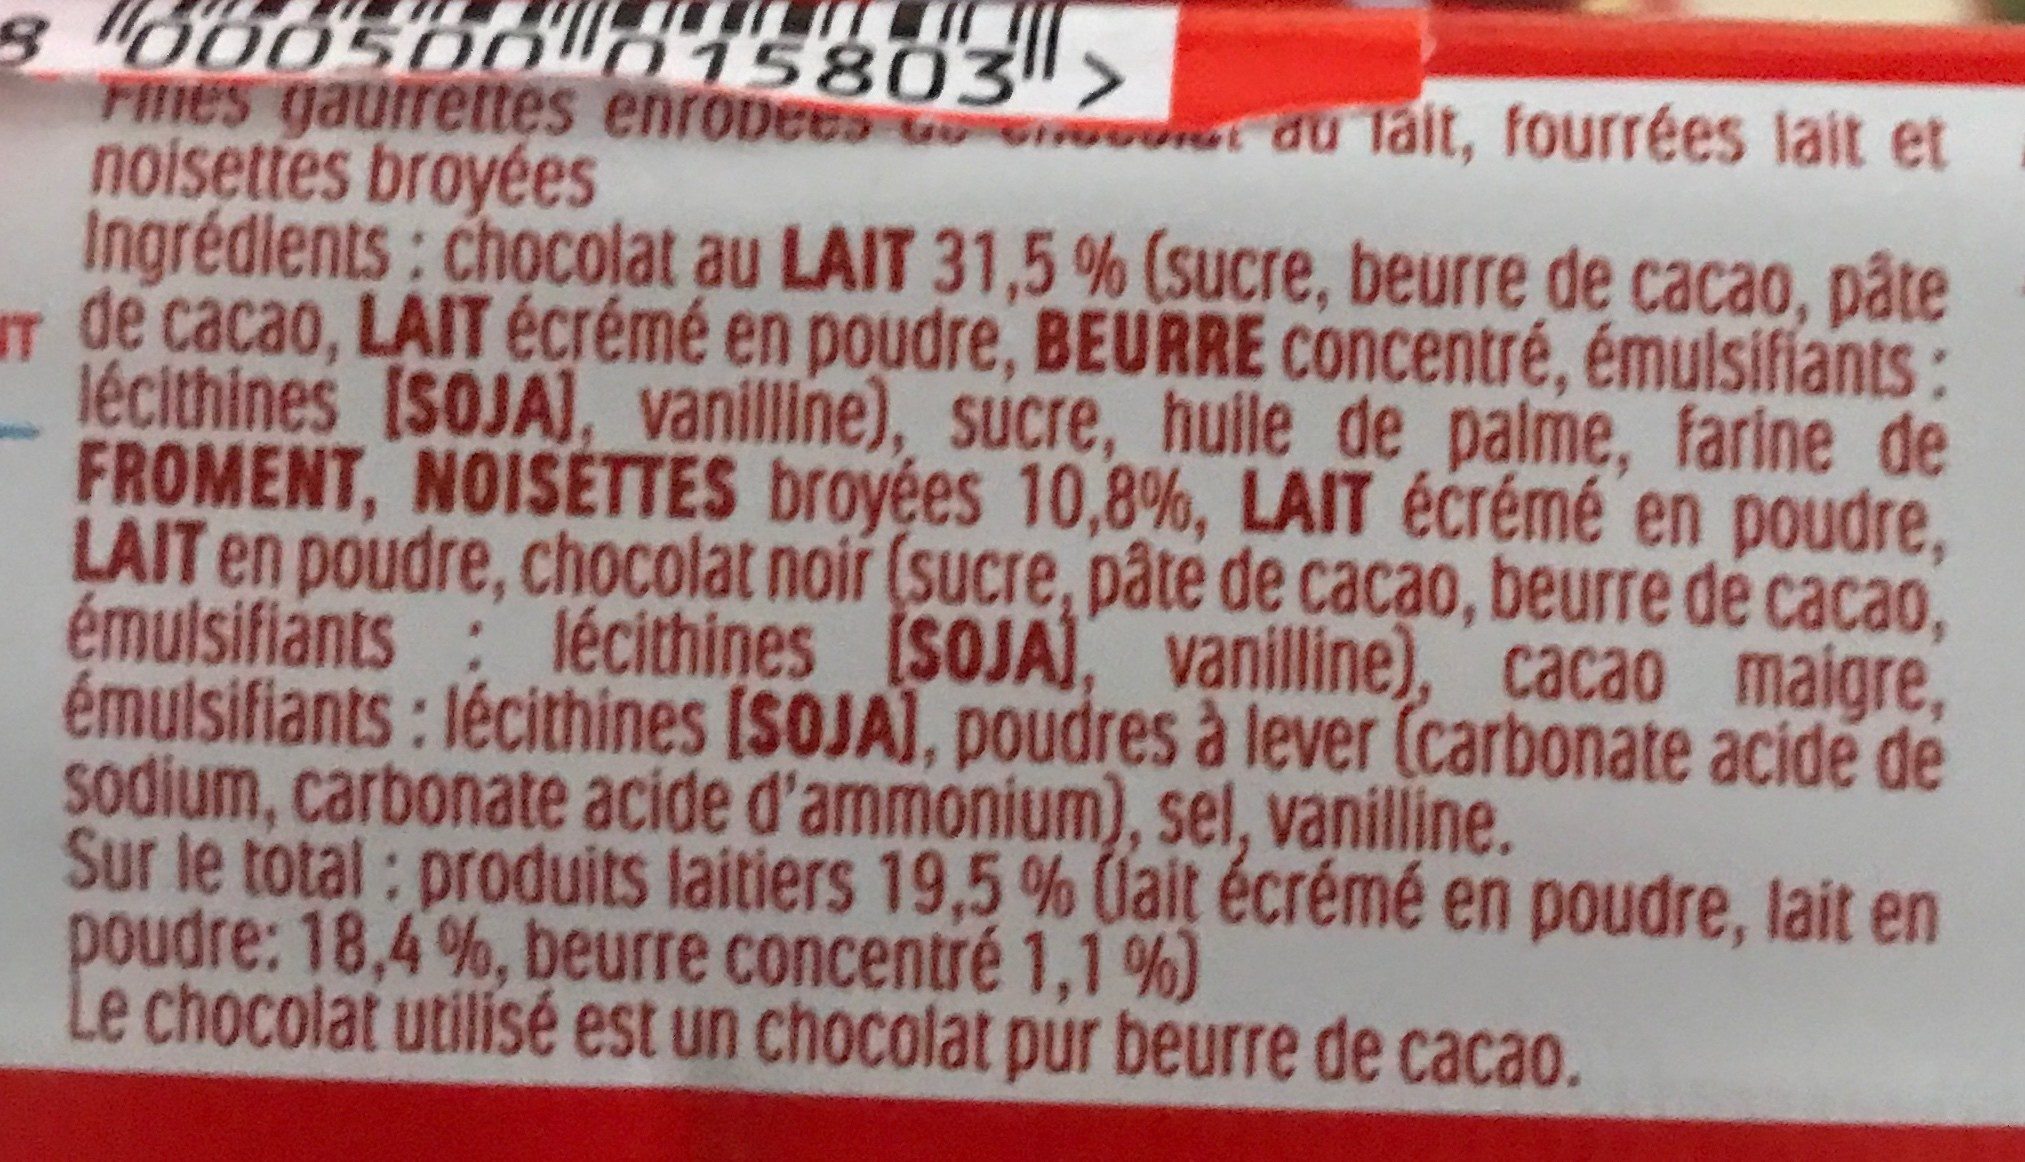 8 000500 015803 >
Fines gaufrettes enrobées de chocolat au lait, fourrées lait et
noisettes broyées
Ingrédients : chocolat au LAIT 31,5 % (sucre, beurre de cacao, pâte
de cacao, LAIT écrémé en poudre, BEURRE concentré, émulsifiants :
lécithines [SOJA], vanilline), sucre, huile de palme, farine de
FROMENT, NOISETTES broyées 10,8%, LAIT écrémé en poudre,
LAIT en poudre, chocolat noir (sucre, pâte de cacao, beurre de cacao,
émulsifiants : lécithines [SOJA], vanilline), cacao maigre,
émulsifiants : lécithines [SOJA], poudres à lever (carbonate acide de
sodium, carbonate acide d'ammonium), sel, vanilline.
Sur le total : produits laitiers 19,5 % (lait écrémé en poudre, lait en
poudre: 18,4 %, beurre concentré 1,1 %)
Le chocolat utilisé est un chocolat pur beurre de cacao.